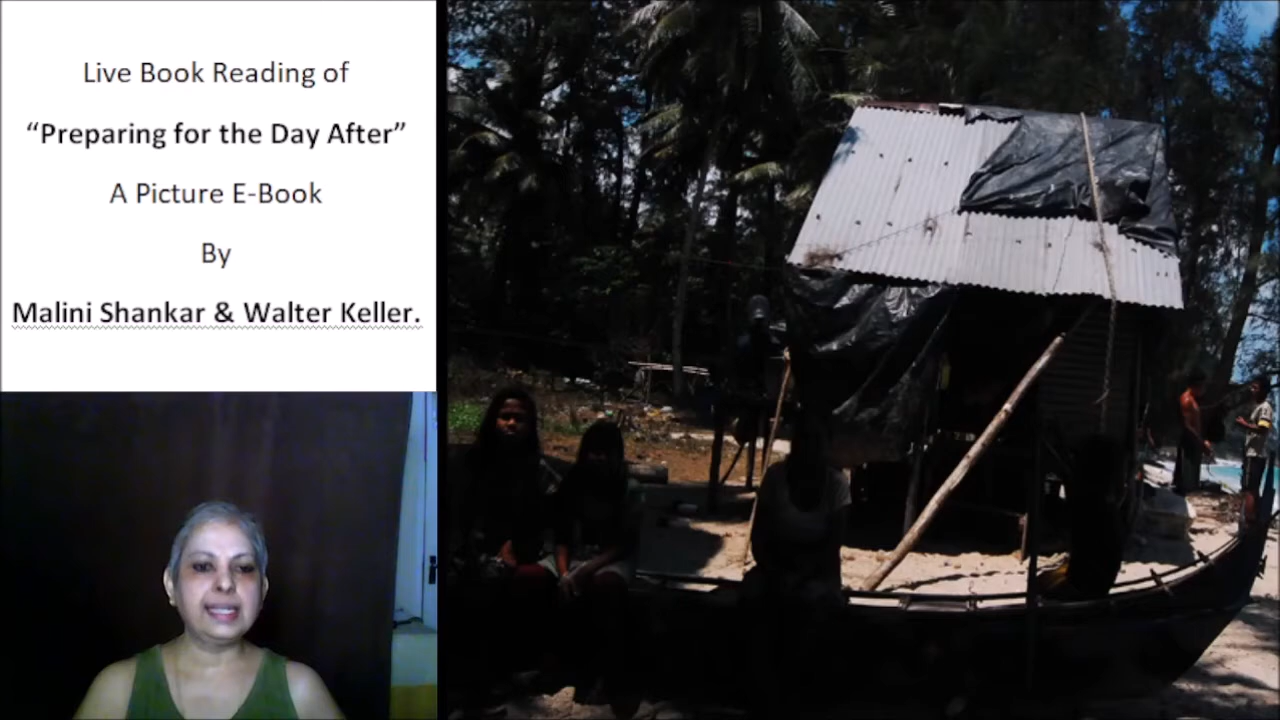 Live Book Reading of
“Preparing for the Day After”
A Picture E-Book
By
Malini Shankar & Walter Keller.